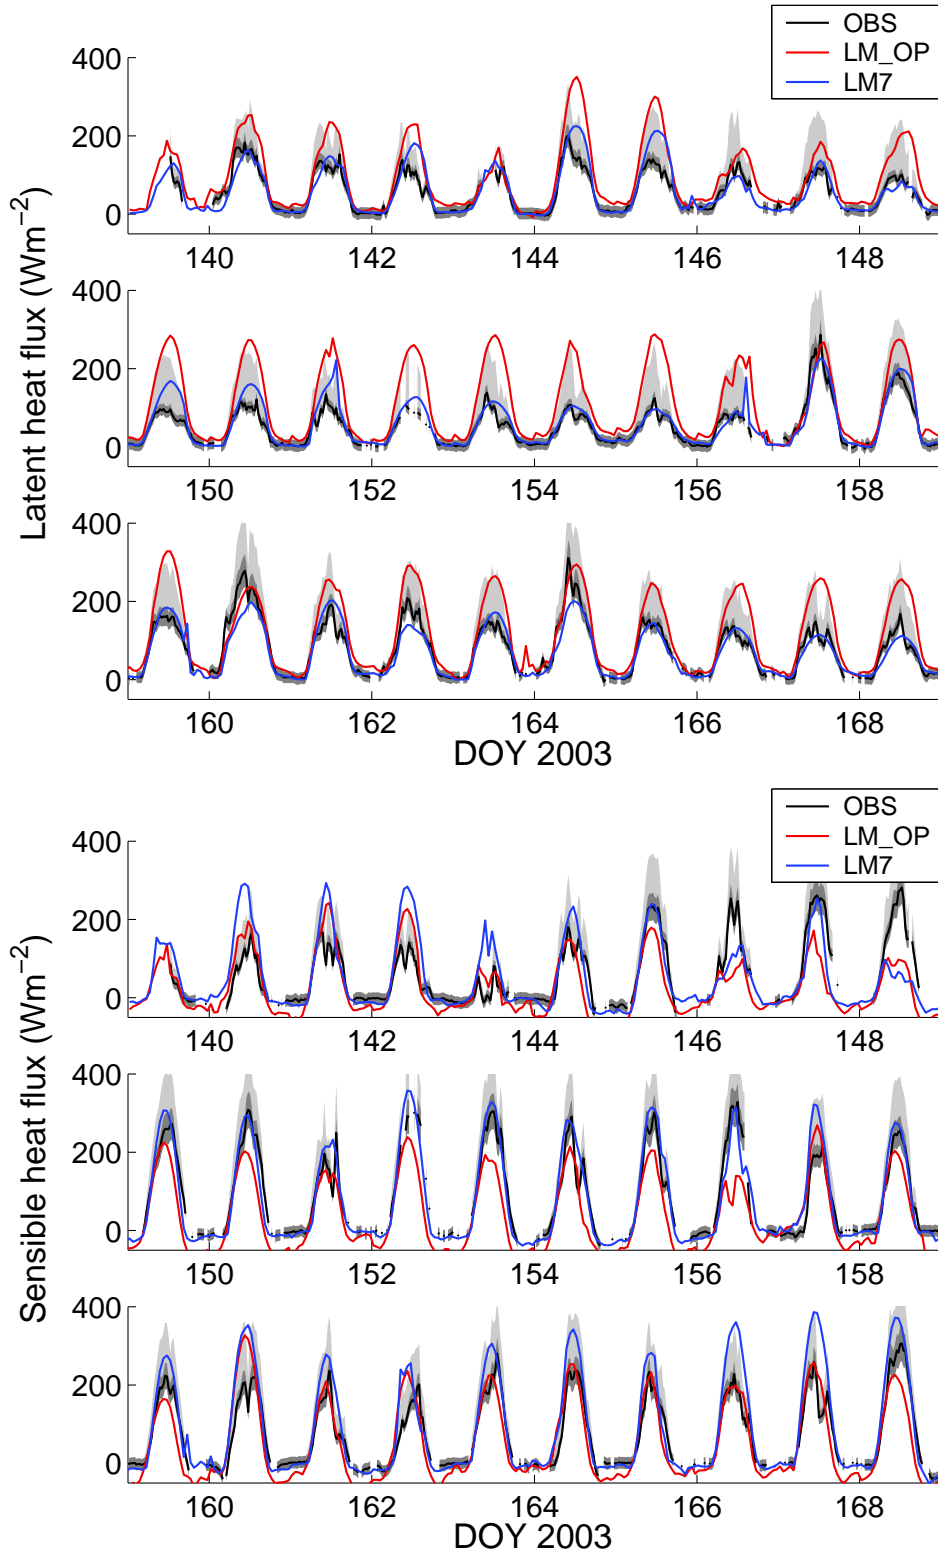 OBS
LM_OP
LM7
400
200
0
140 142 144 146 148
400
200
0
150 152 154 156 158
400
200
0
160 162 164 166 168
DOY 2003
Latent heat flux (Wm−2)
OBS
LM_OP
LM7
400
200
0
140 142 144 146 148
400
200
0
150 152 154 156 158
400
200
0
160 162 164 166 168
DOY 2003
Sensible heat flux (Wm−2)